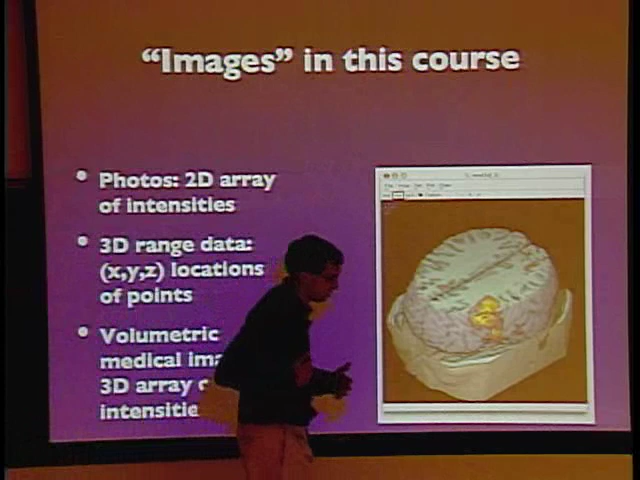 “Images” in this course
• Photos: 2D array
of intensities
• 3D range data:
(x,y,z) locations
of points
• Volumetric
medical ima
3D array
intensitie